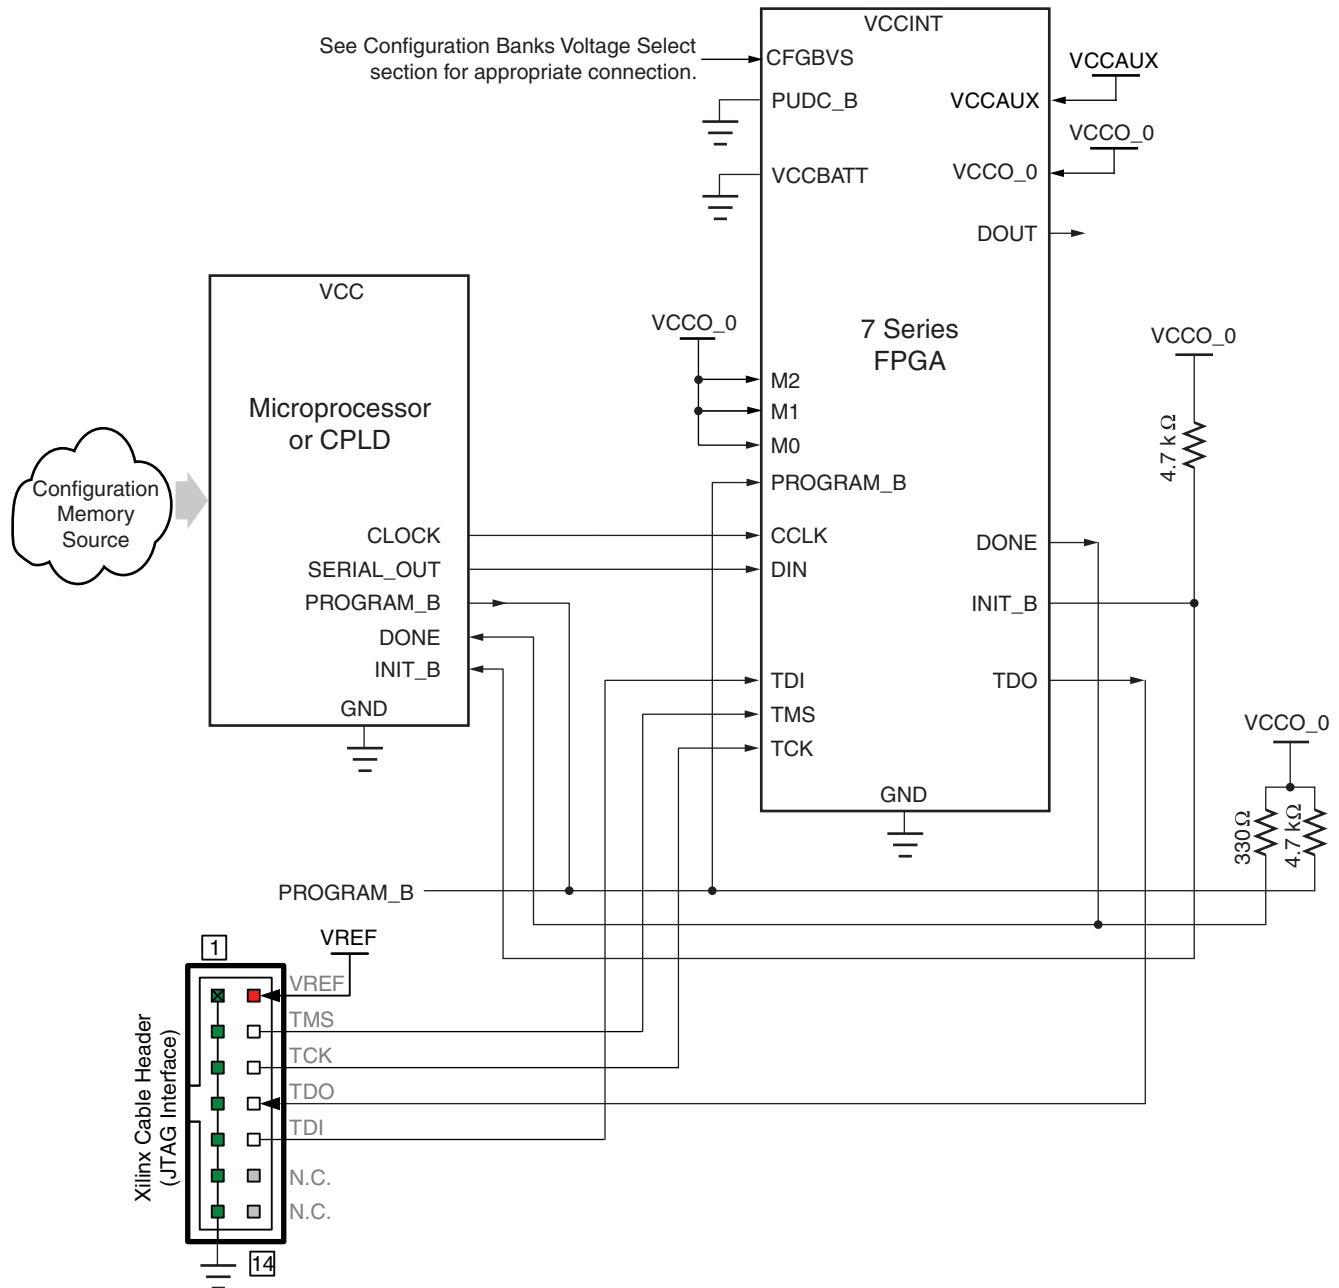 VCCINT
See Configuration Banks Voltage Select
section for appropriate connection.
CFGBVS
PUDC_B
VCCBATT
VCCAUX
VCCAUX
VCCO_0
VCCO_0
DOUT
7 Series
FPGA
VCC
Microprocessor
or CPLD
Configuration
Memory
Source
CLOCK
SERIAL_OUT
PROGRAM_B
DONE
INIT_B
GND
VCCO_0
M2
M1
M0
PROGRAM_B
CCLK
DIN
TDI
TMS
TCK
DONE
INIT_B
TDO
GND
VCCO_0
4.7 k Ω
VCCO_0
330Ω
4.7 kΩ
PROGRAM_B
VREF
1
VREF
TMS
TCK
TDO
TDI
N.C.
N.C.
14
Xilinx Cable Header
(JTAG Interface)